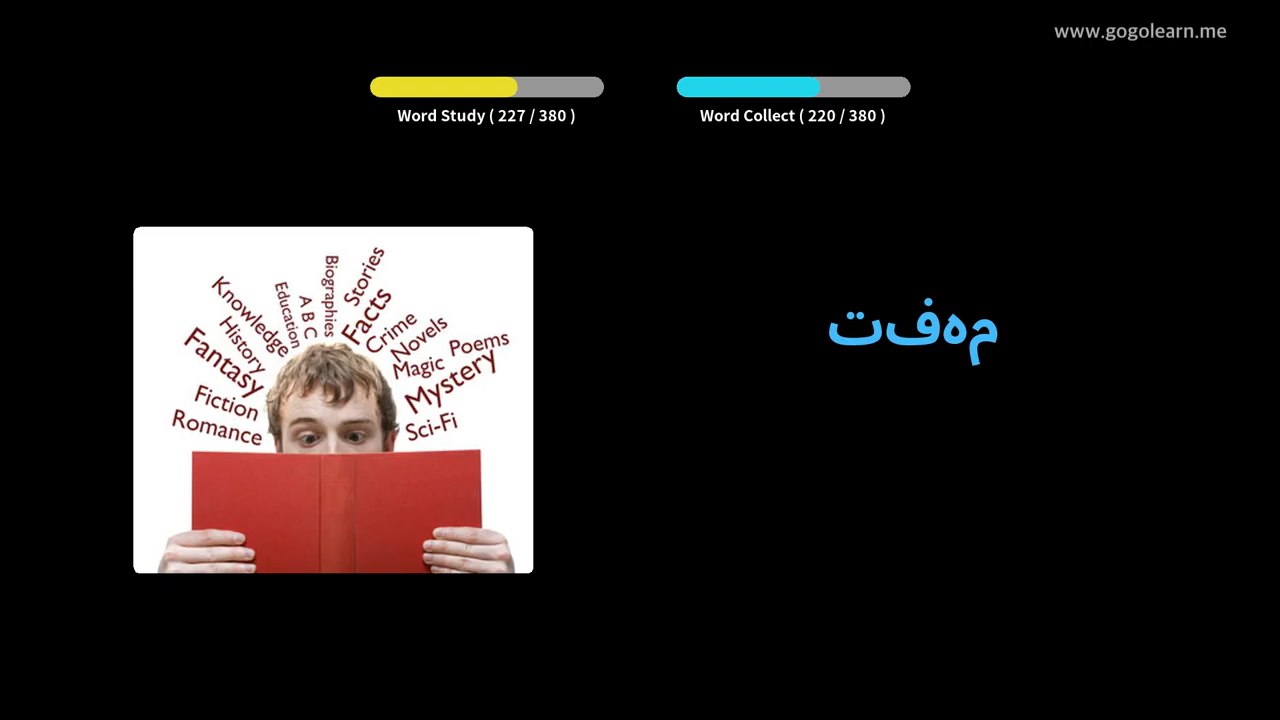 www.gogolearn.me
Word Study ( 227 / 380 )
Word Collect ( 220 / 380 )
مهفت
Biographies
Stories
Education
A B C
Facts
Knowledge
History
Crime
Novels
Fantasy
Magic
Poems
Mystery
Fiction
Romance
Sci-Fi